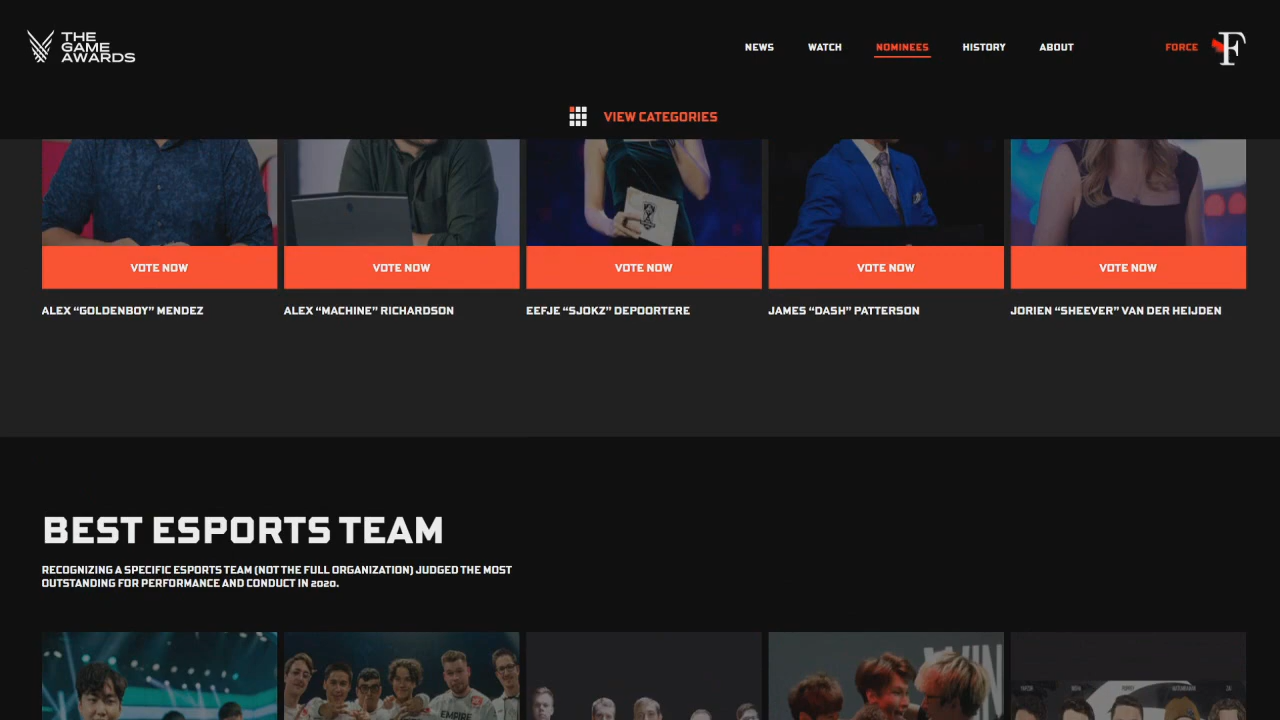 THE
GAME
AWARDS
NEWS WATCH NOMINEES HISTORY ABOUT FORCE F
VIEW CATEGORIES
VOTE NOW VOTE NOW VOTE NOW VOTE NOW VOTE NOW
ALEX “GOLDENBOY” MENDEZ ALEX “MACHINE” RICHARDSON EEFJE “SJOKZ” DEPOORTERE JAMES “DASH” PATTERSON JORIEN “SHEEVER” VAN DER HEIJDEN
BEST ESPORTS TEAM
RECOGNIZING A SPECIFIC ESPORTS TEAM (NOT THE FULL ORGANIZATION) JUDGED THE MOST
OUTSTANDING FOR PERFORMANCE AND CONDUCT IN 2020.
WIN
EMPIRE